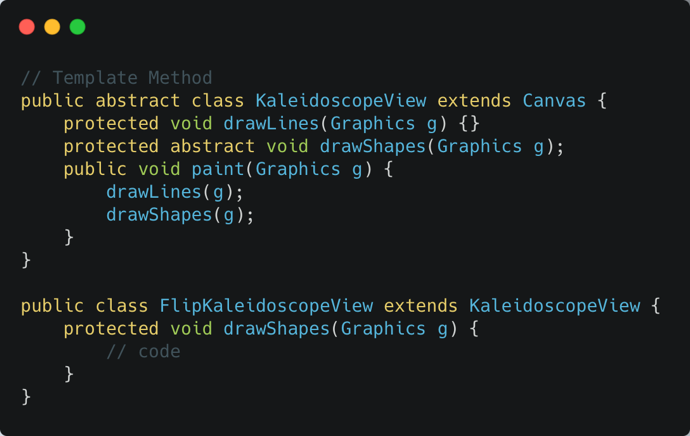 // Template Method
public abstract class KaleidoscopeView extends Canvas {
    protected void drawLines(Graphics g) {}
    protected abstract void drawShapes(Graphics g);
    public void paint(Graphics g) {
        drawLines(g);
        drawShapes(g);
    }
}

public class FlipKaleidoscopeView extends KaleidoscopeView {
    protected void drawShapes(Graphics g) {
        // code
    }
}